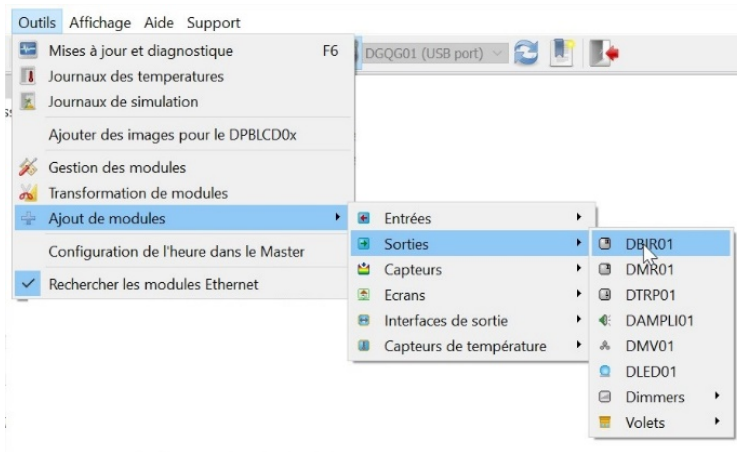 Outils Affichage Aide Support
Mises à jour et diagnostique F6
DGQG01 (USB port)
Journaux des temperatures
Journaux de simulation
Ajouter des images pour le DPBLCD0x
Gestion des modules
Transformation de modules
Ajout de modules
Configuration de l'heure dans le Master
Rechercher les modules Ethernet
Entrées
Sorties
Capteurs
Ecrans
Interfaces de sortie
Capteurs de température
DBIR01
DMR01
DTRP01
DAMPLI01
DMV01
DLED01
Dimmers
Volets